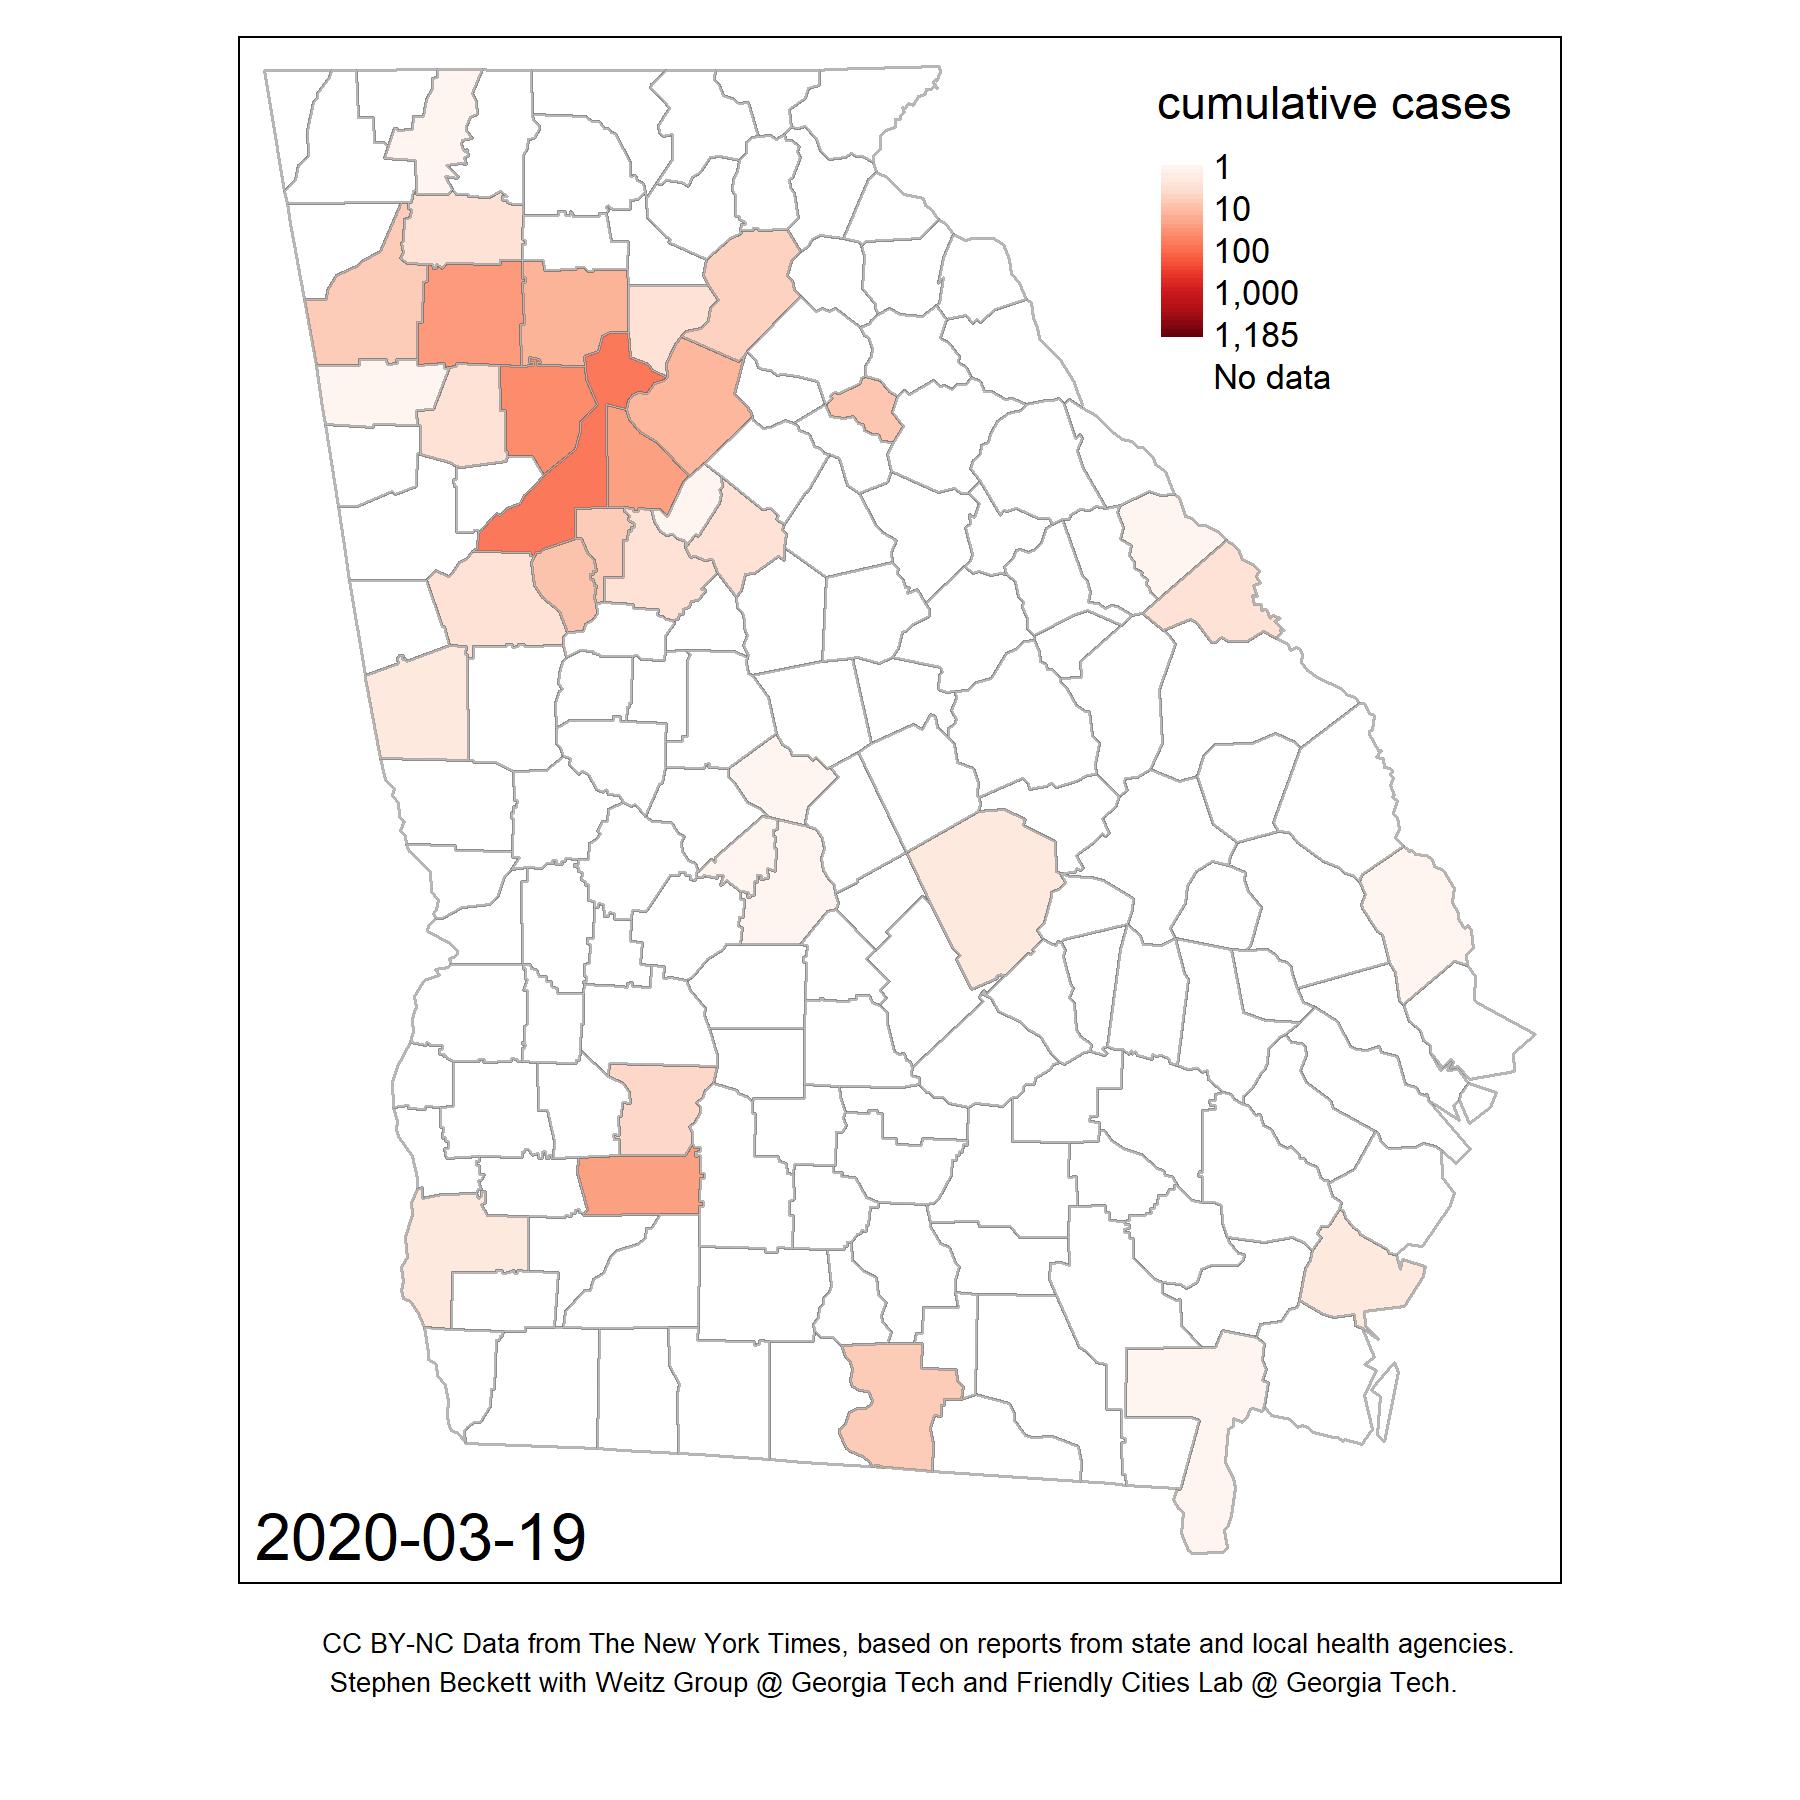 cumulative cases
1
10
100
1,000
1,185
No data
2020-03-19
CC BY-NC Data from The New York Times, based on reports from state and local health agencies.
Stephen Beckett with Weitz Group @ Georgia Tech and Friendly Cities Lab @ Georgia Tech.